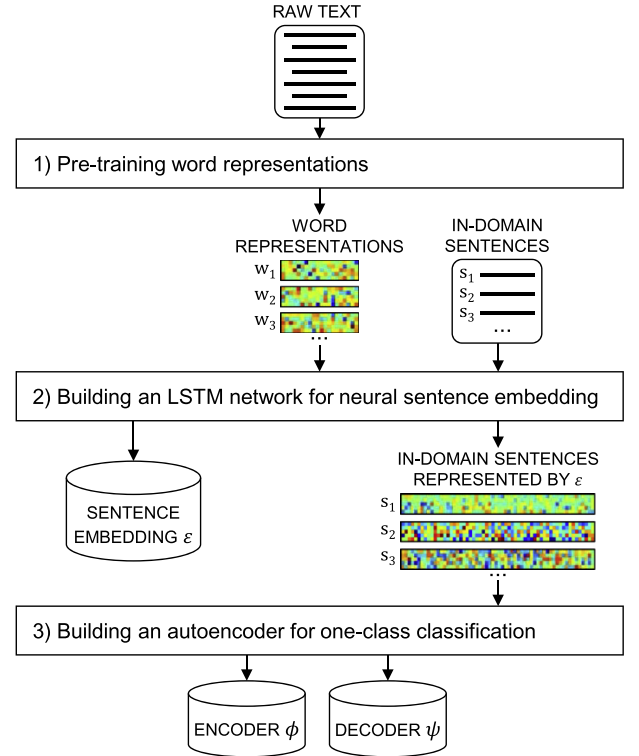 RAW TEXT
1) Pre-training word representations
WORD
REPRESENTATIONS
w1
w2
w3
...
IN-DOMAIN
SENTENCES
s1
s2
s3
...
2) Building an LSTM network for neural sentence embedding
SENTENCE
EMBEDDING ε
IN-DOMAIN SENTENCES
REPRESENTED BY ε
s1
s2
s3
...
3) Building an autoencoder for one-class classification
ENCODER ϕ
DECODER ψ